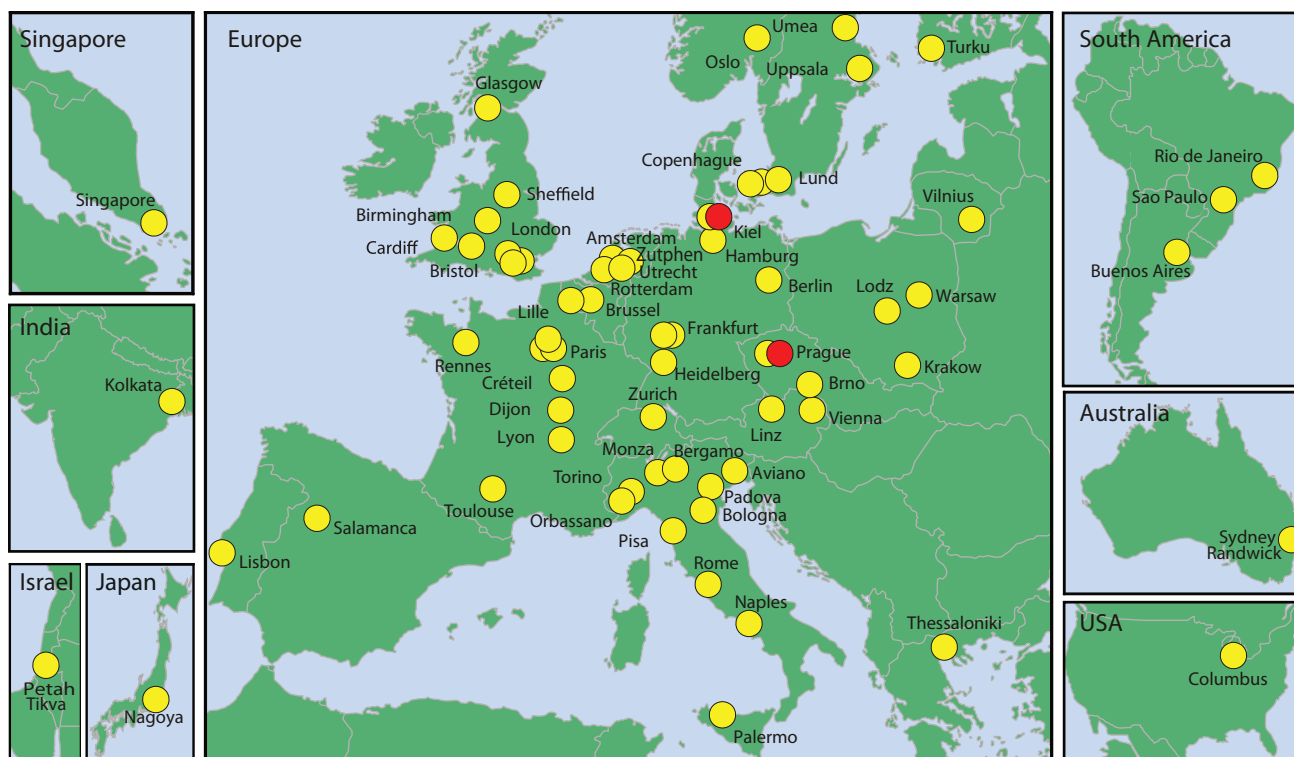 Singapore
Singapore
India
Kolkata
Israel
Petah
Tikva
Japan
Nagoya
Europe
Umea
Oslo
Uppsala
Turku
Glasgow
Copenhague
Lund
Sheffield
Birmingham
London
Cardiff
Bristol
Vilnius
Kiel
Amsterdam
Zutphen
Hamburg
Utrecht
Rotterdam
Berlin
Lodz
Warsaw
Lille
Brussel
Frankfurt
Rennes
Paris
Prague
Krakow
Créteil
Heidelberg
Brno
Dijon
Zurich
Linz
Vienna
Lyon
Monza
Bergamo
Torino
Aviano
Toulouse
Orbassano
Padova
Bologna
Salamanca
Pisa
Lisbon
Rome
Naples
Thessaloniki
Palermo
South America
Rio de Janeiro
Sao Paulo
Buenos Aires
Australia
Sydney
Randwick
USA
Columbus